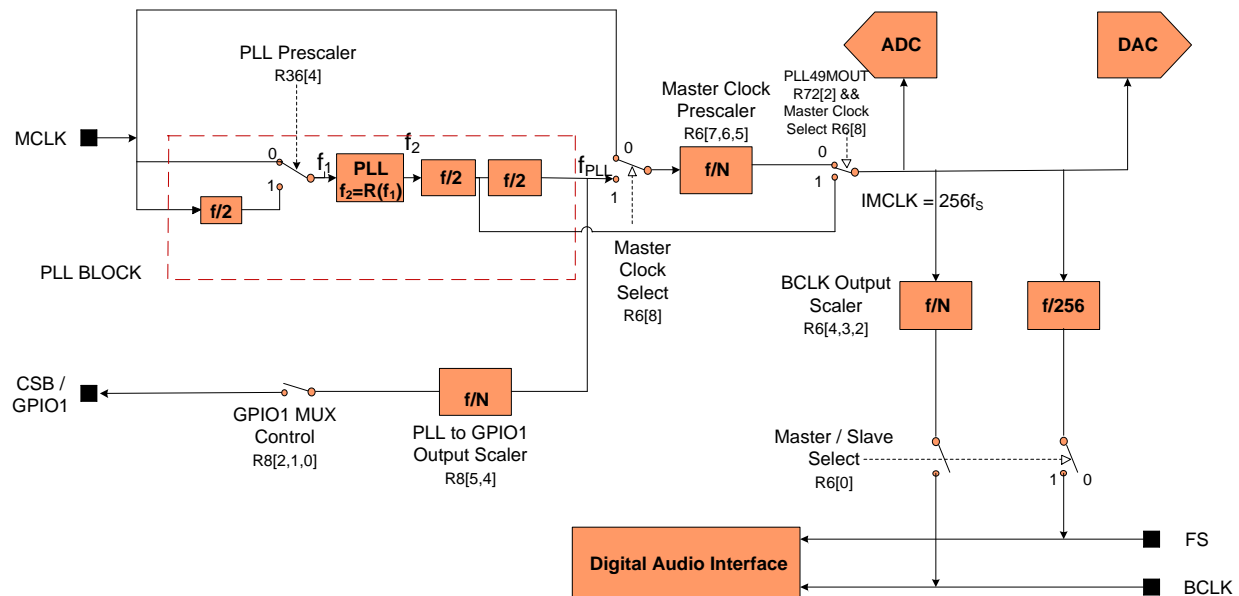 PLL Prescaler
R36[4]
MCLK
0
1
f1
PLL
f2=R(f1)
f2
f/2
f/2
f/2
fPLL
PLL BLOCK
0
1
Master
Clock
Select
R6[8]
Master Clock
Prescaler
R6[7,6,5]
f/N
PLL49MOUT
R72[2] &&
Master Clock
Select R6[8]
0
1
ADC
DAC
IMCLK = 256fS
BCLK Output
Scaler
R6[4,3,2]
f/N
f/256
CSB /
GPIO1
GPIO1 MUX
Control
R8[2,1,0]
f/N
PLL to GPIO1
Output Scaler
R8[5,4]
Master / Slave
Select
R6[0]
1
0
Digital Audio Interface
FS
BCLK